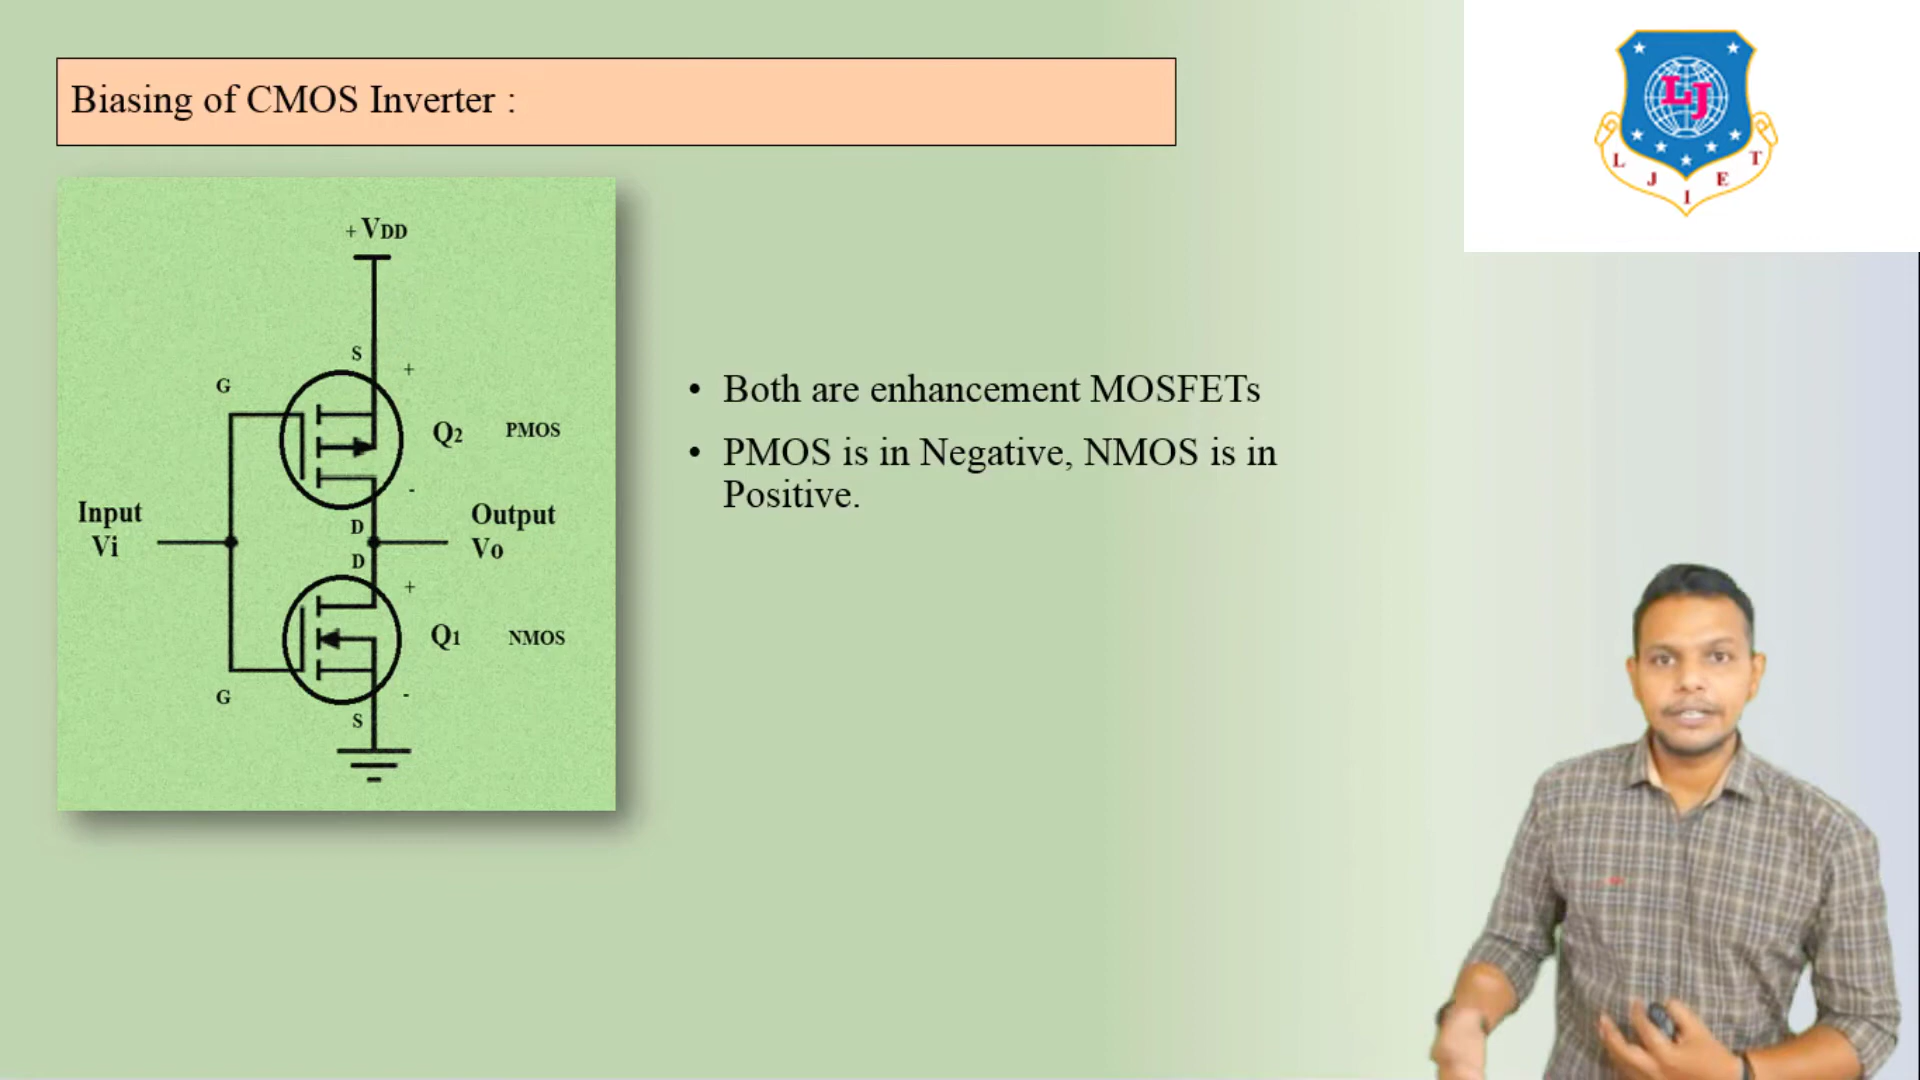 Biasing of CMOS Inverter :
L J
L J I E T
+ VDD
S
+
G
Q2 PMOS
-
Input
Vi
D
Output
Vo
D
+
Q1 NMOS
G
-
S
• Both are enhancement MOSFETs
• PMOS is in Negative, NMOS is in
Positive.